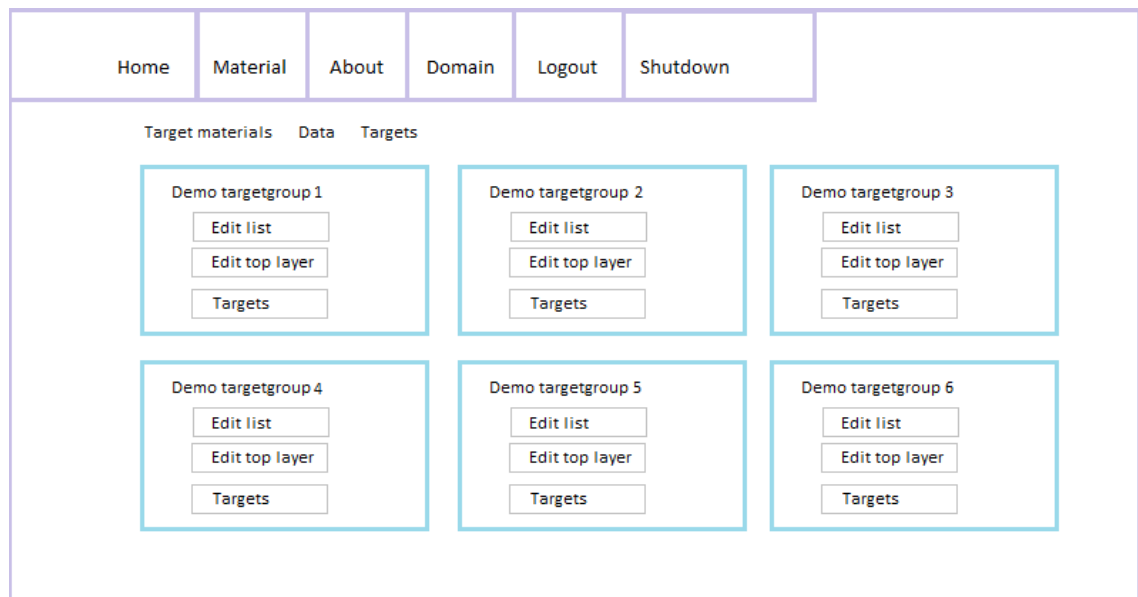 Home Material About Domain Logout Shutdown
Target materials Data Targets
Demo targetgroup 1 Demo targetgroup 2 Demo targetgroup 3
Edit list Edit list Edit list
Edit top layer Edit top layer Edit top layer
Targets Targets Targets
Demo targetgroup 4 Demo targetgroup 5 Demo targetgroup 6
Edit list Edit list Edit list
Edit top layer Edit top layer Edit top layer
Targets Targets Targets